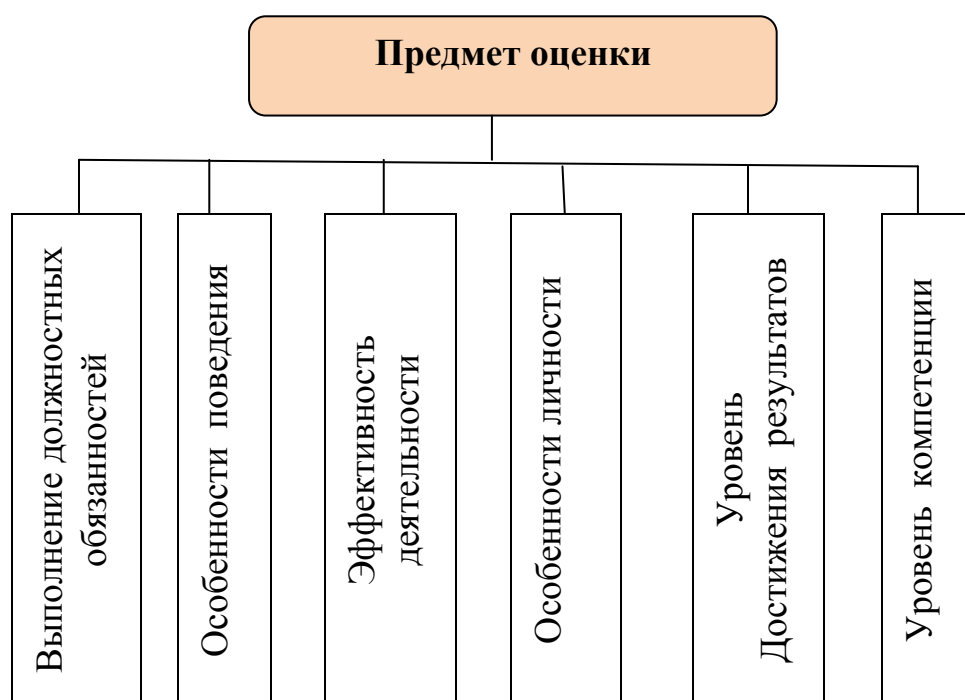 Предмет оценки
Выполнение должностных
обязанностей
Особенности поведения
Эффективность
деятельности
Особенности личности
Уровень
Достижения результатов
Уровень компетенции